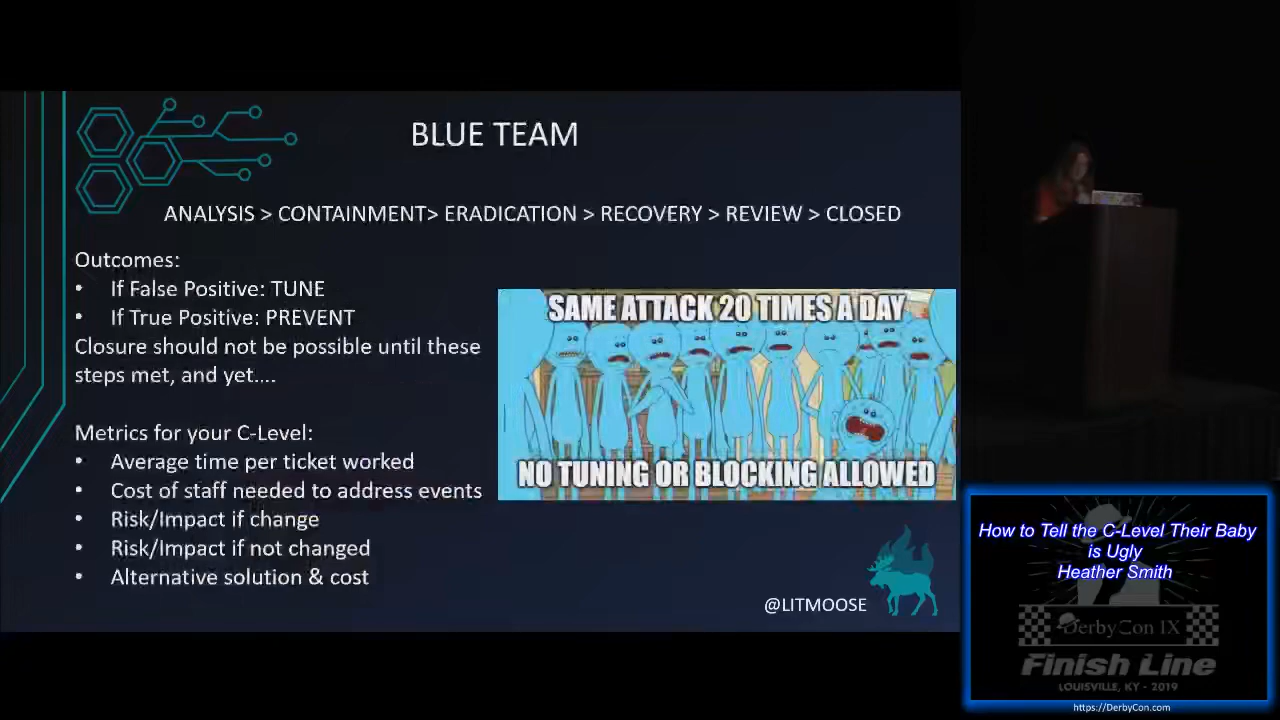 BLUE TEAM
ANALYSIS > CONTAINMENT> ERADICATION > RECOVERY > REVIEW > CLOSED
Outcomes:
• If False Positive: TUNE
• If True Positive: PREVENT
Closure should not be possible until these
steps met, and yet....
Metrics for your C-Level:
• Average time per ticket worked
• Cost of staff needed to address events
• Risk/Impact if change
• Risk/Impact if not changed
• Alternative solution & cost
SAME ATTACK 20 TIMES A DAY
NO TUNING OR BLOCKING ALLOWED
@LITMOOSE
How to Tell the C-Level Their Baby
is Ugly
Heather Smith
DerbyCon IX
Finish Line
LOUISVILLE, KY - 2019
https://DerbyCon.com